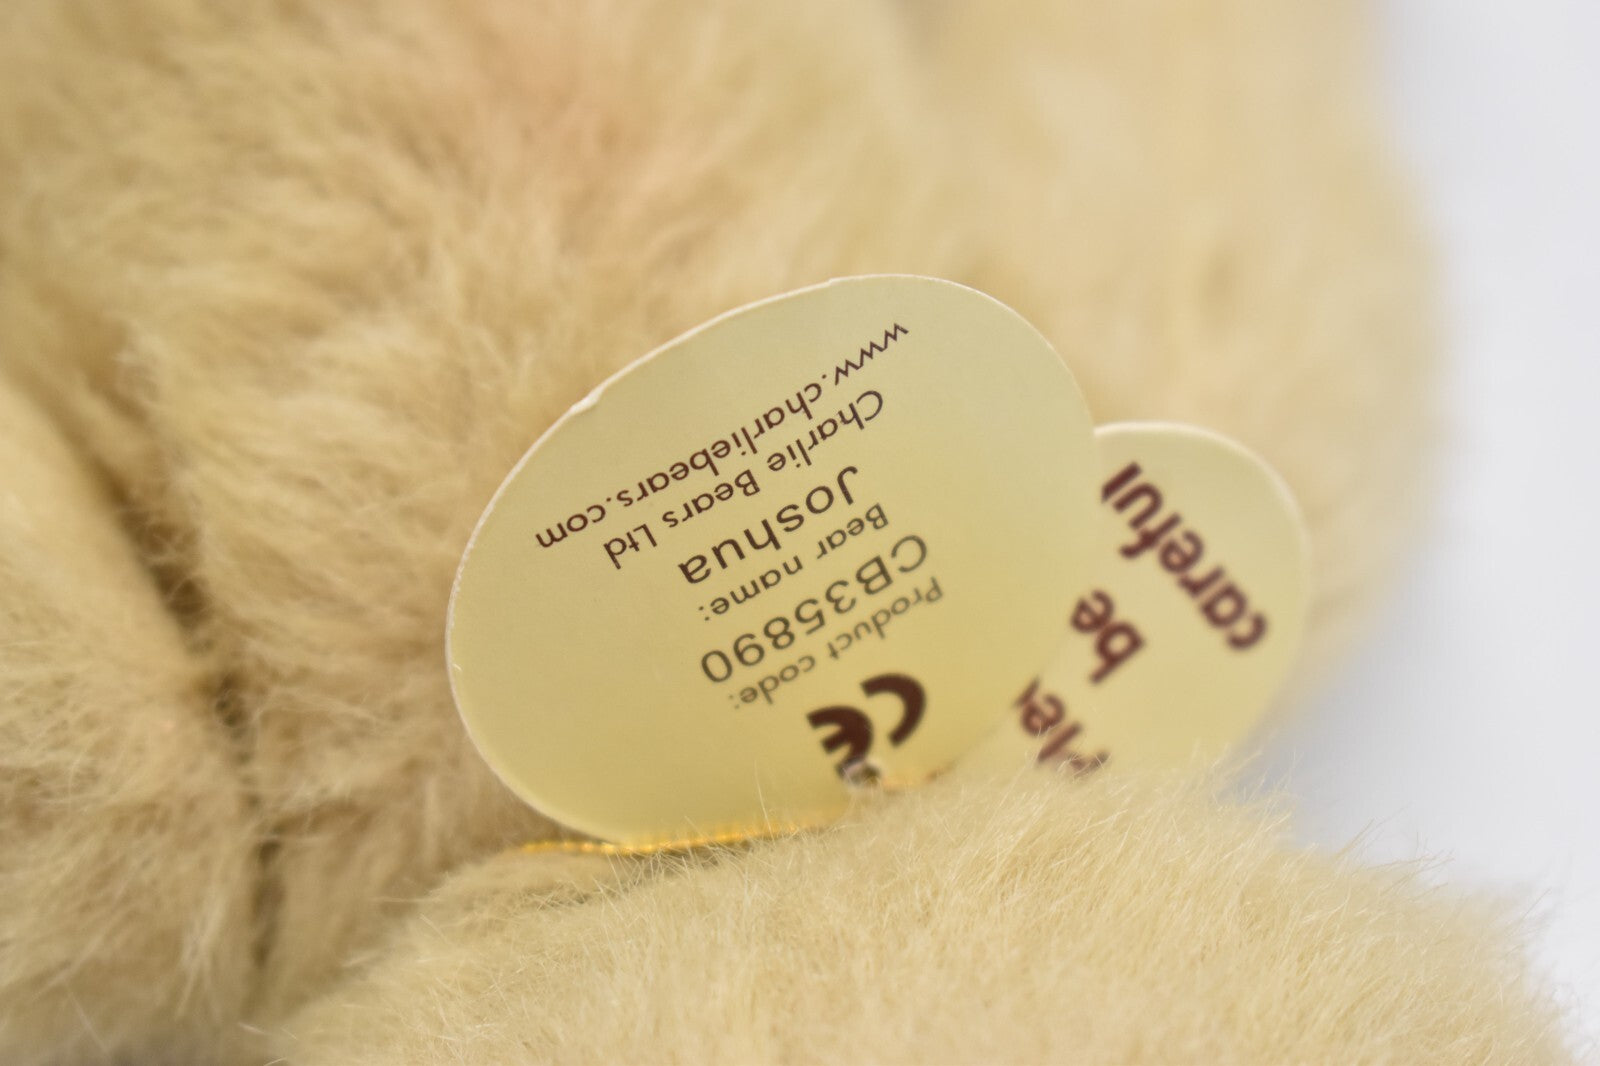 CE
Product code:
CB35890
Bear name:
Joshua
Charlie Bears Ltd
www.charliebears.com
be
careful